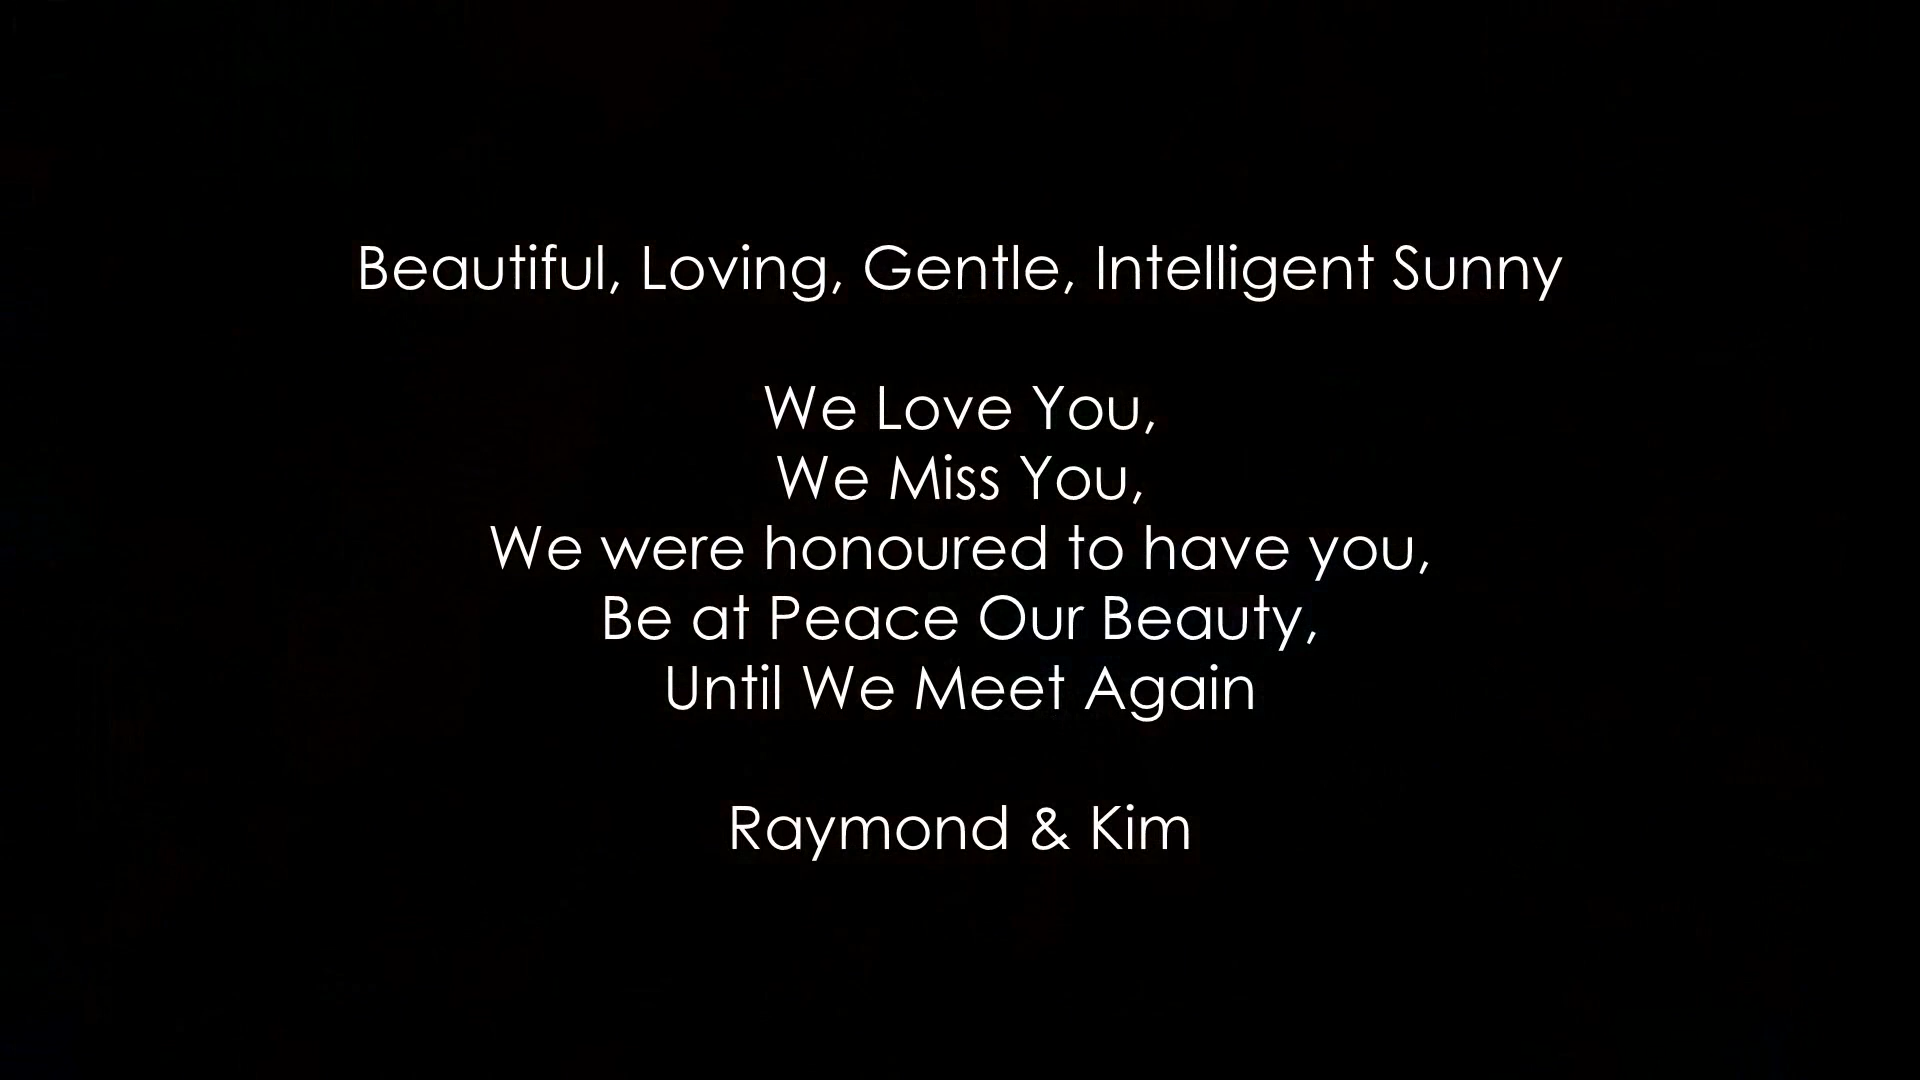 Beautiful, Loving, Gentle, Intelligent Sunny
We Love You,
We Miss You,
We were honoured to have you,
Be at Peace Our Beauty,
Until We Meet Again
Raymond & Kim